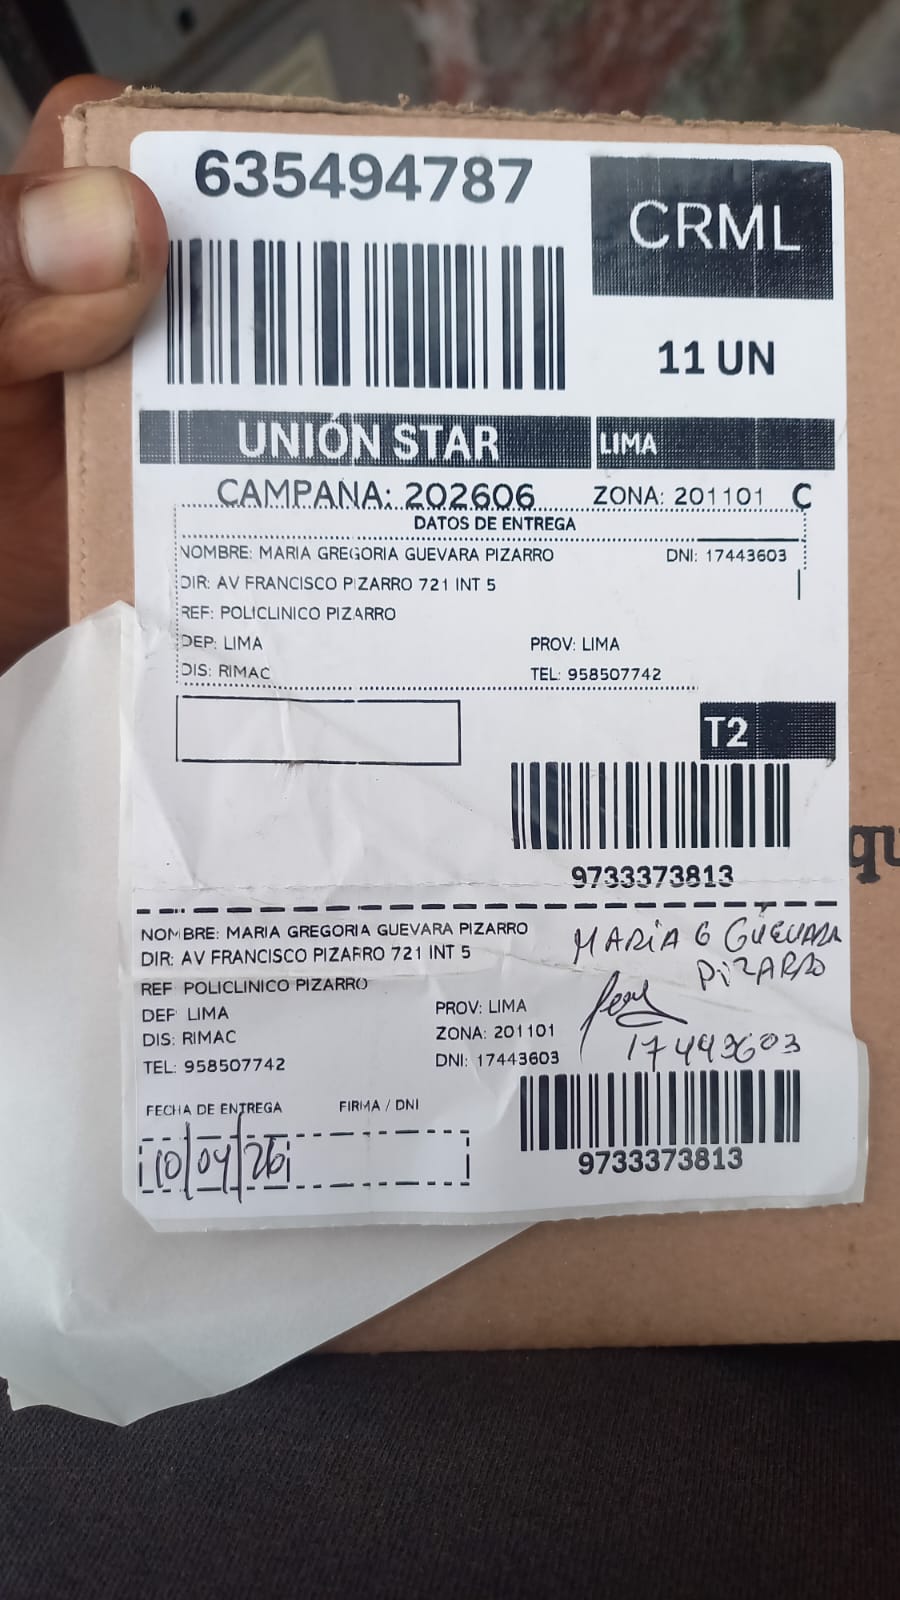 635494787
CRML
11 UN
UNIÓN STAR
LIMA
CAMPAÑA: 202606 ZONA: 201101 C
DATOS DE ENTREGA
NOMBRE: MARIA GREGORIA GUEVARA PIZARRO DNI: 17443603
DIR: AV FRANCISCO PIZARRO 721 INT 5
REF: POLICLINICO PIZARRO
DEP: LIMA PROV: LIMA
DIS: RIMAC TEL: 958507742
T2
9733373813
qu
NOMBRE: MARIA GREGORIA GUEVARA PIZARRO
DIR: AV FRANCISCO PIZARRO 721 INT 5
REF POLICLINICO PIZARRO
DEP LIMA PROV: LIMA
DIS: RIMAC ZONA: 201101
TEL: 958507742 DNI: 17443603
MARIA G GUEVARA
PIZARRO
17443603
FECHA DE ENTREGA FIRMA / DNI
10/04/26
9733373813